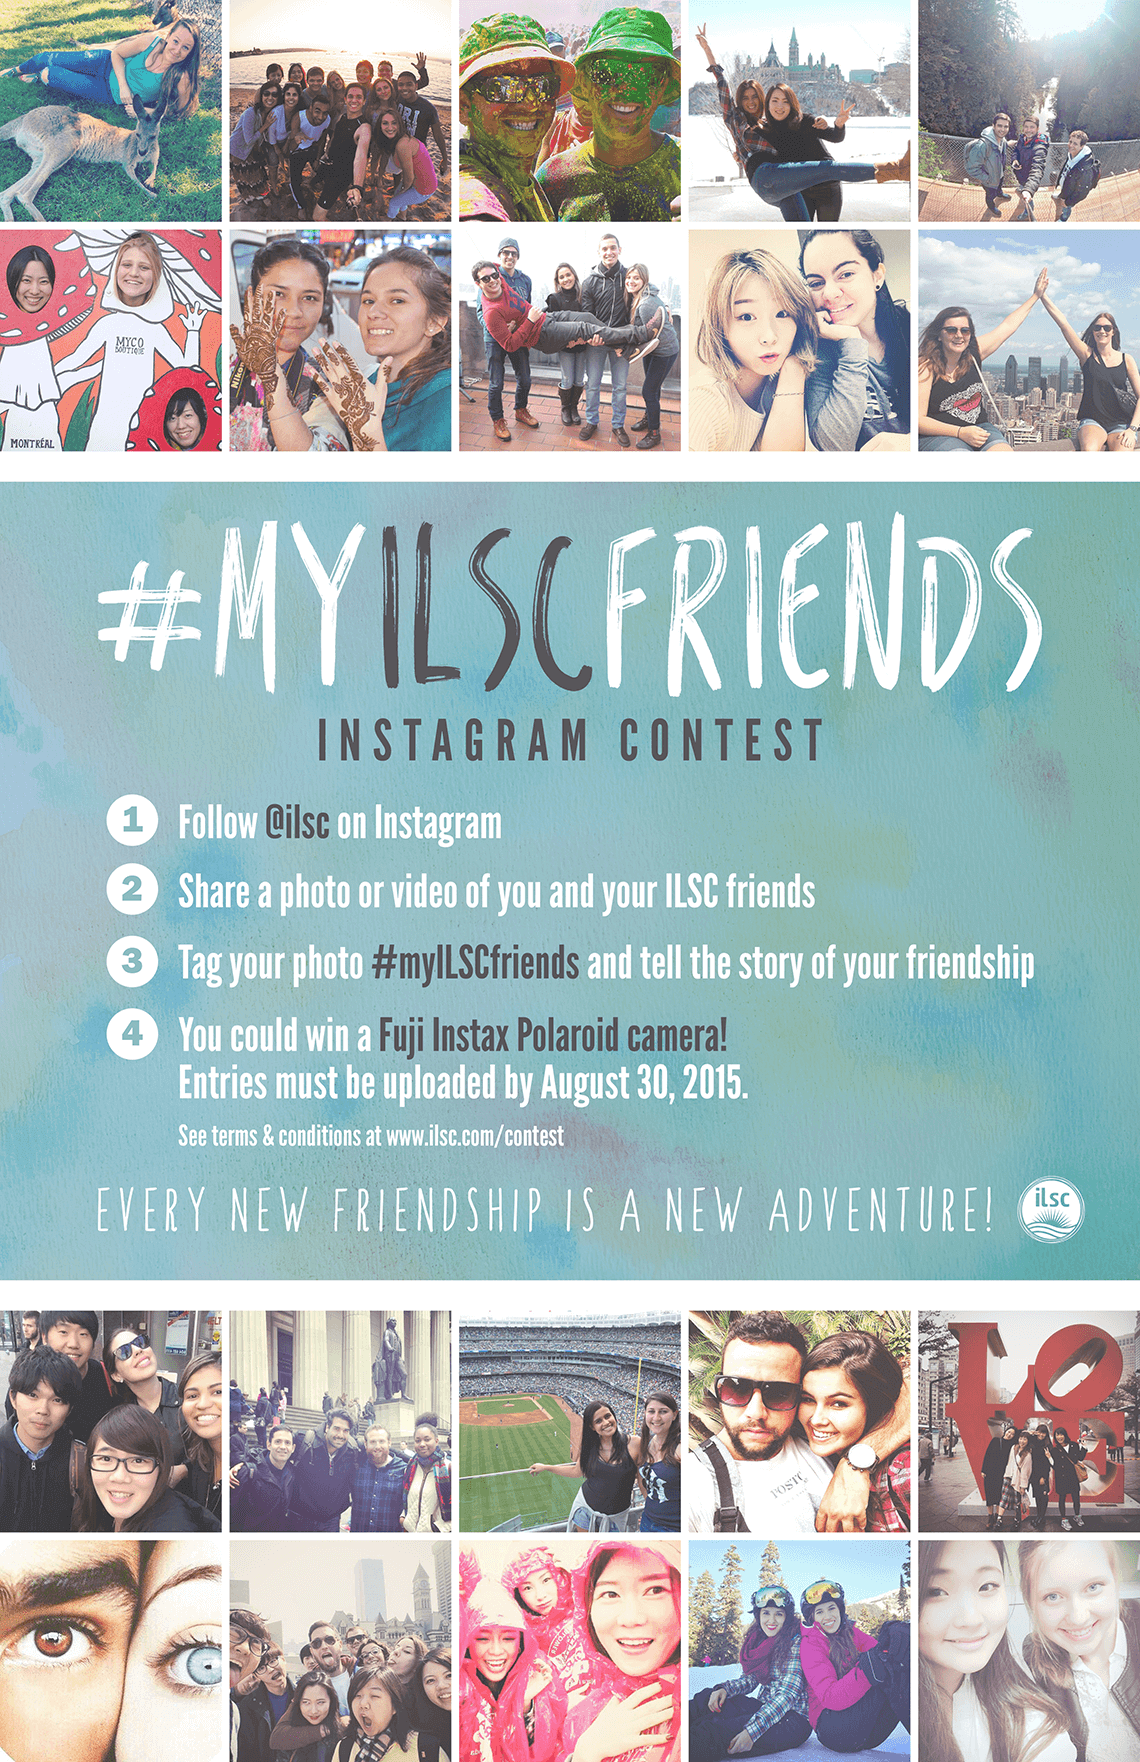 MYCO
BOUTIQUE
MONTRÉAL
#MYILSCFRIENDS
INSTAGRAM CONTEST
1 Follow @ilsc on Instagram
2 Share a photo or video of you and your ILSC friends
3 Tag your photo #myILSCfriends and tell the story of your friendship
4 You could win a Fuji Instax Polaroid camera!
Entries must be uploaded by August 30, 2015.
See terms & conditions at www.ilsc.com/contest
EVERY NEW FRIENDSHIP IS A NEW ADVENTURE!
ilsc
LO
VE